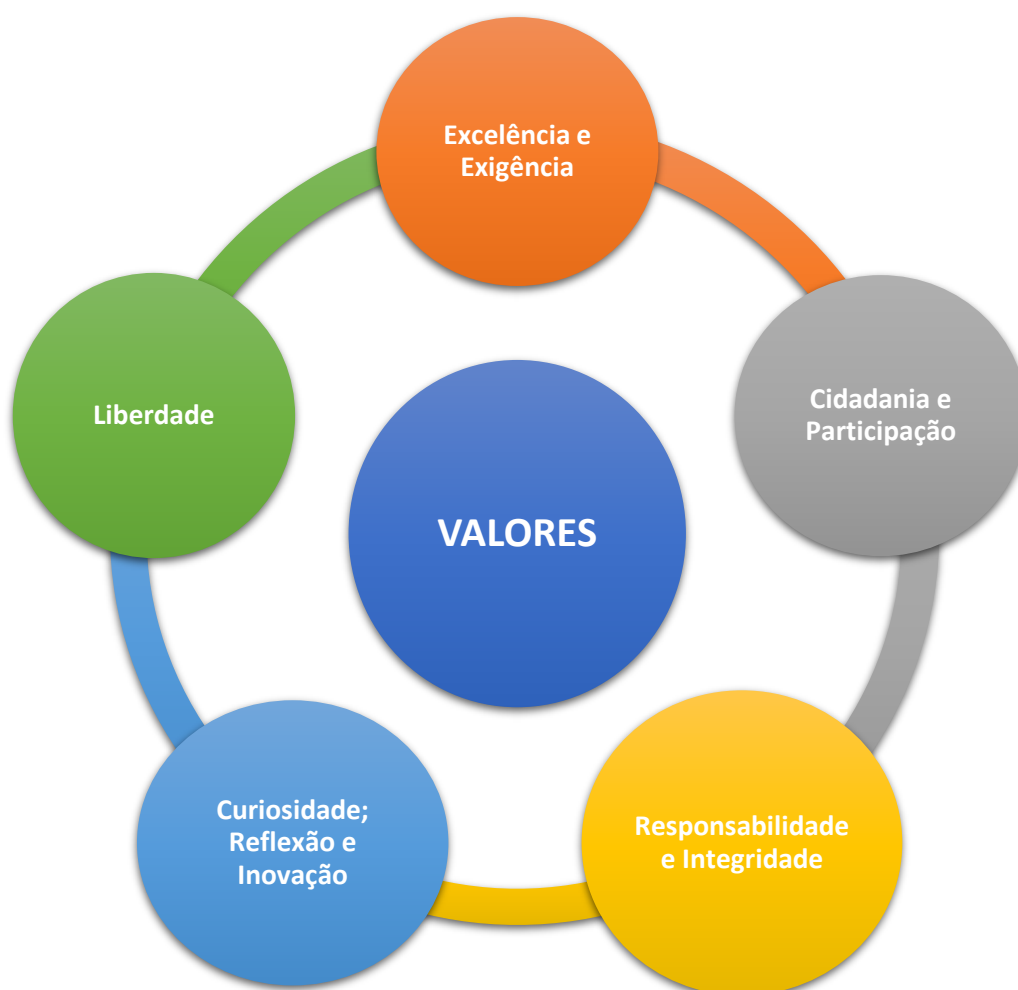 Excelência e
Exigência
Liberdade
Cidadania e
Participação
VALORES
Curiosidade;
Reflexão e
Inovação
Responsabilidade
e Integridade